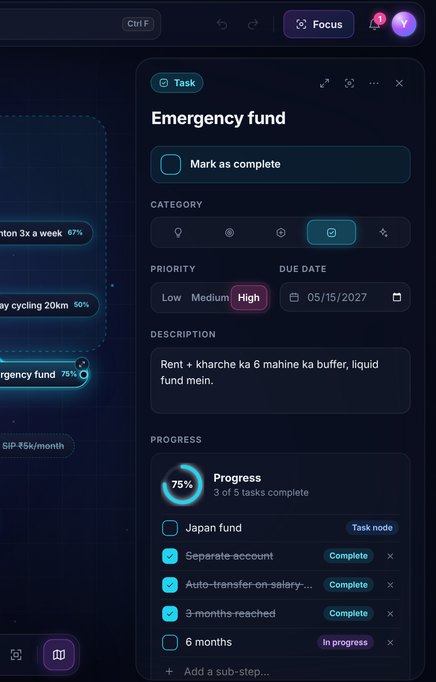 Ctrl F
Focus
1
Y
Task
Emergency fund
Mark as complete
CATEGORY
PRIORITY
DUE DATE
Low
Medium
High
05/15/2027
DESCRIPTION
Rent + kharche ka 6 mahine ka buffer, liquid
fund mein.
PROGRESS
75%
Progress
3 of 5 tasks complete
Japan fund
Task node
Separate account
Complete
Auto-transfer on salary ...
Complete
3 months reached
Complete
6 months
In progress
Add a sub-step...
3x a week
67%
cycling 20km
50%
fund
75%
SIP ₹5k/month